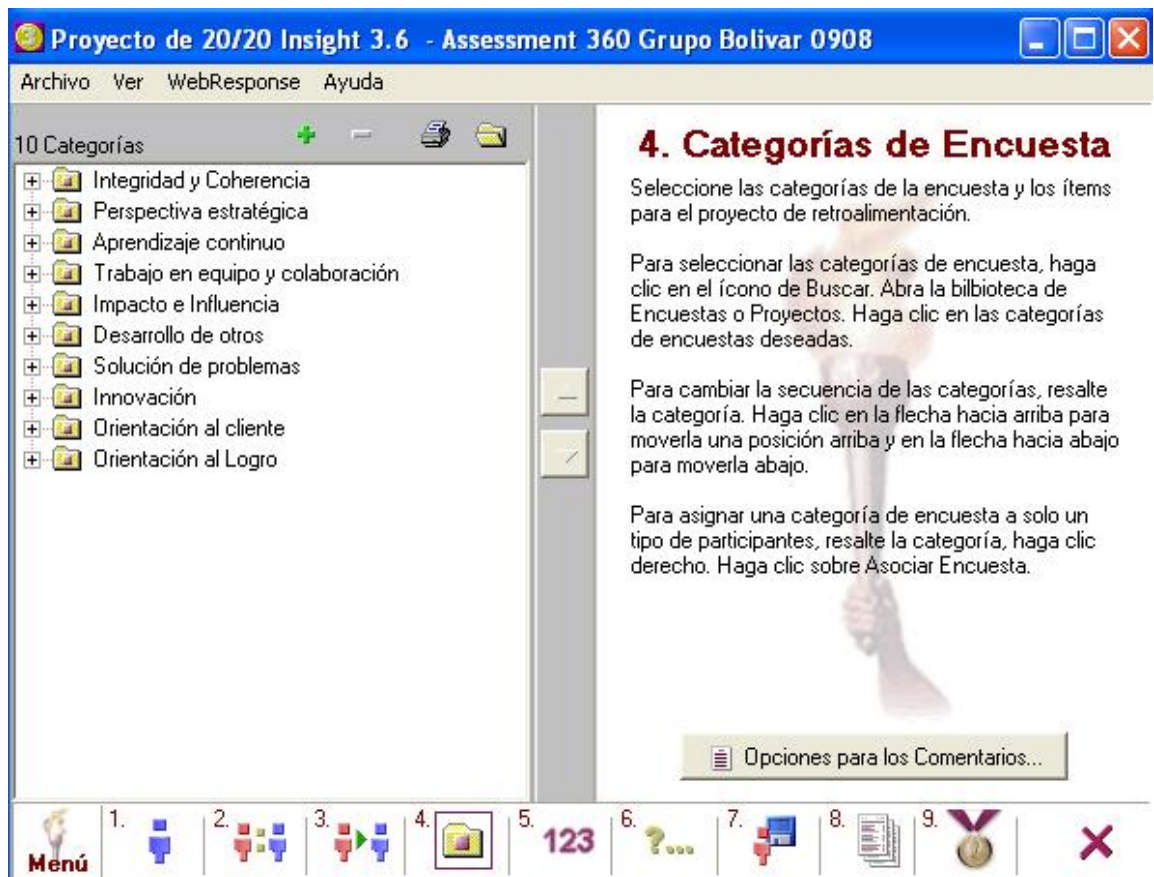 Proyecto de 20/20 Insight 3.6 - Assessment 360 Grupo Bolivar 0908
Archivo Ver WebResponse Ayuda
10 Categorías
Integridad y Coherencia
Perspectiva estratégica
Aprendizaje continuo
Trabajo en equipo y colaboración
Impacto e Influencia
Desarrollo de otros
Solución de problemas
Innovación
Orientación al cliente
Orientación al Logro
4. Categorías de Encuesta
Seleccione las categorías de la encuesta y los ítems
para el proyecto de retroalimentación.
Para seleccionar las categorías de encuesta, haga
clic en el ícono de Buscar. Abra la bilbioteca de
Encuestas o Proyectos. Haga clic en las categorías
de encuestas deseadas.
Para cambiar la secuencia de las categorías, resalte
la categoría. Haga clic en la flecha hacia arriba para
moverla una posición arriba y en la flecha hacia abajo
para moverla abajo.
Para asignar una categoría de encuesta a solo un
tipo de participantes, resalte la categoría, haga clic
derecho. Haga clic sobre Asociar Encuesta.
Opciones para los Comentarios...
Menú 1. 2. 3. 4. 5. 123 6. ?... 7. 8. 9.